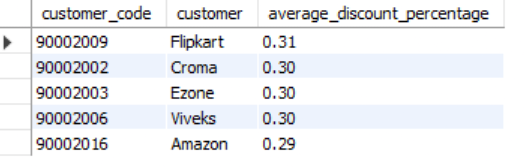 customer_code customer average_discount_percentage
90002009 Flipkart 0.31
90002002 Croma 0.30
90002003 Ezone 0.30
90002006 Viveks 0.30
90002016 Amazon 0.29